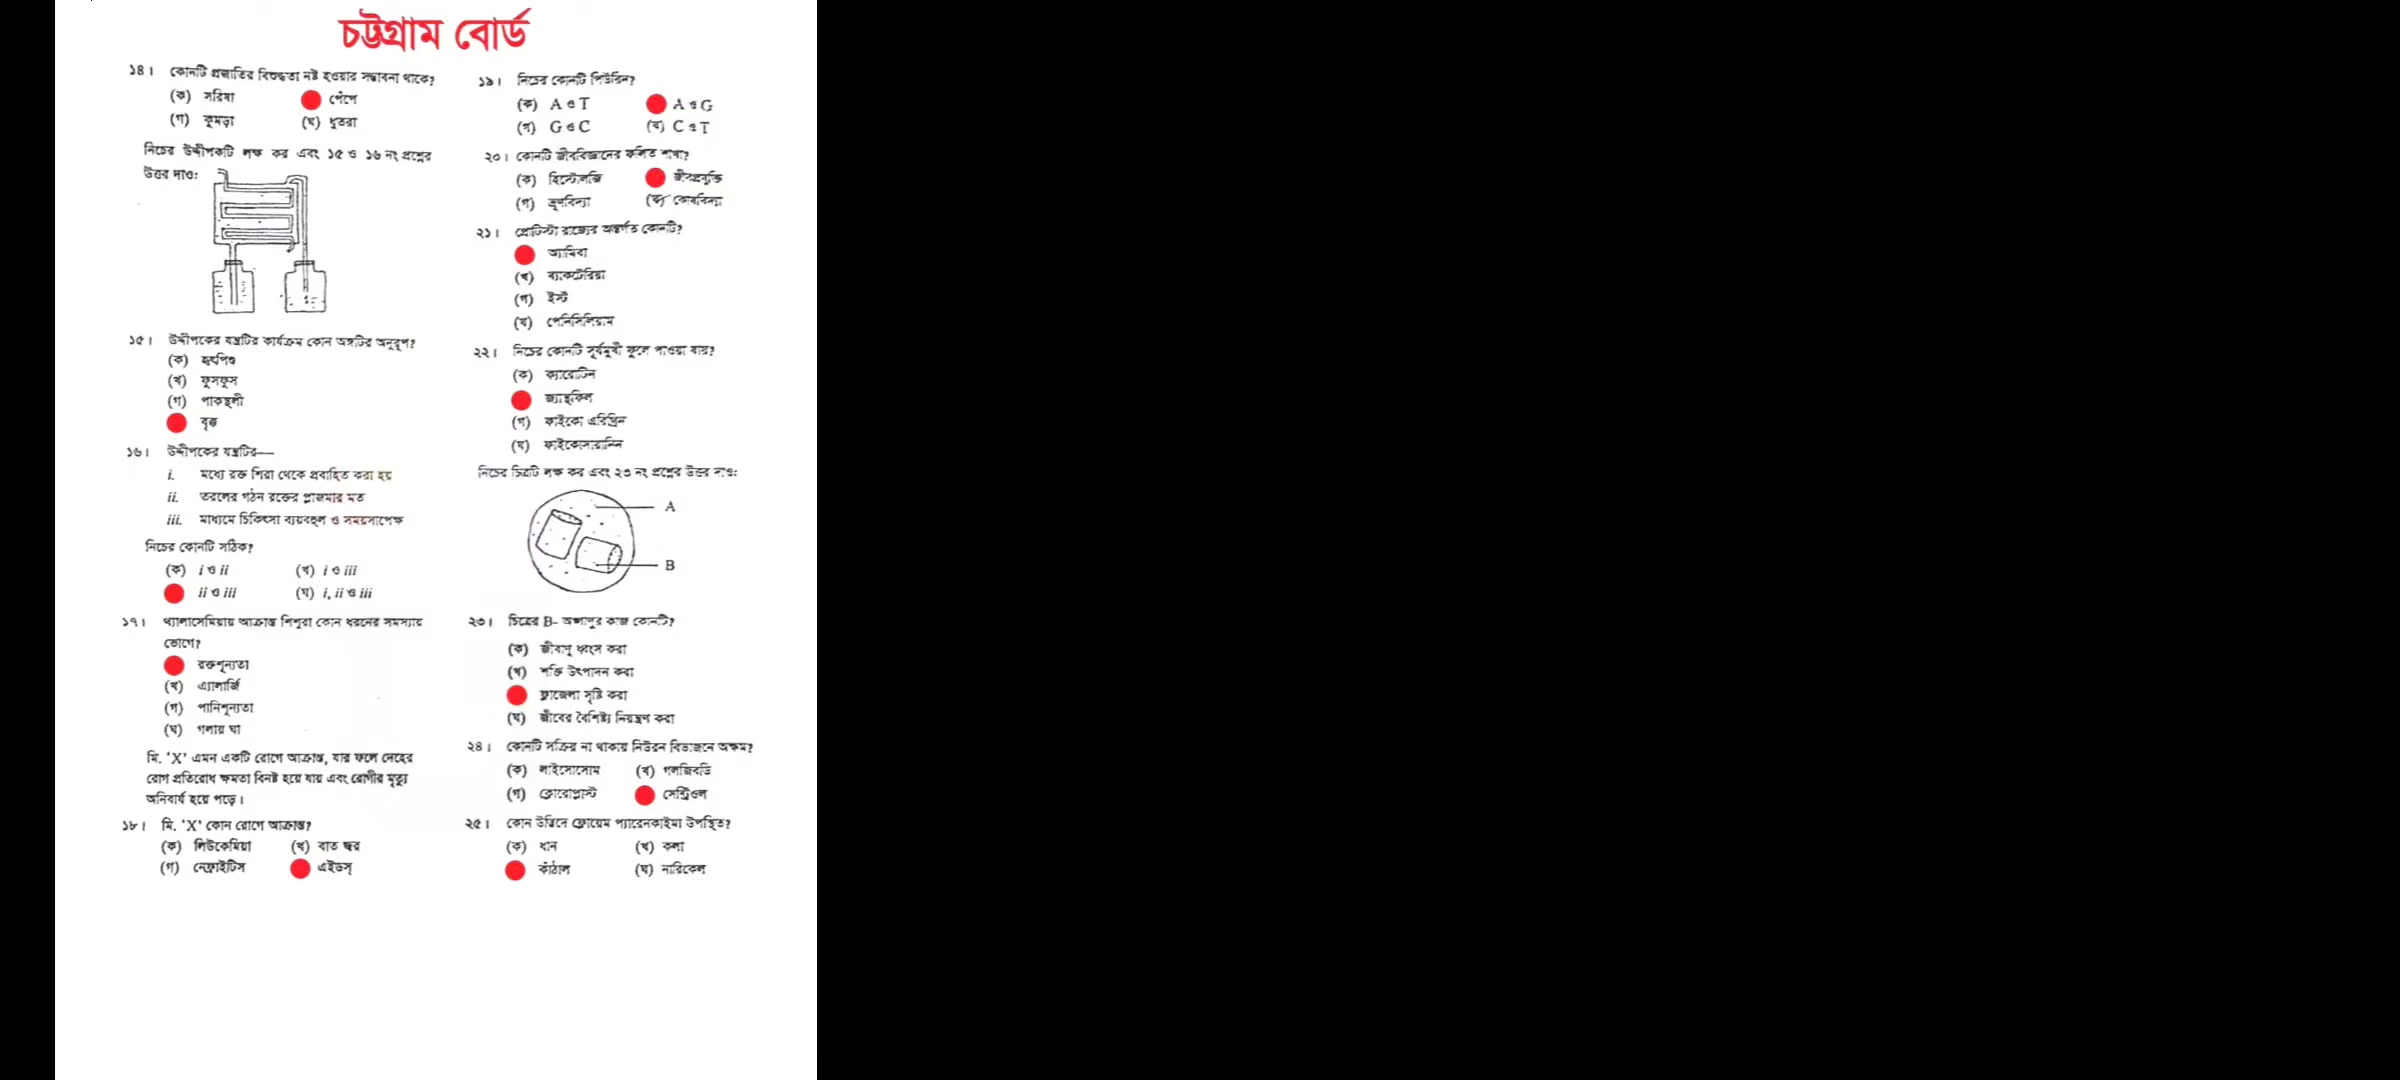 চট্টগ্রাম বোর্ড
১৪। কোনটি প্রজাতির বিশুদ্ধতা নষ্ট হওয়ার সম্ভাবনা থাকে?
(ক) সরিষা পেঁপে
(গ) কুমড়া (ঘ) ধুতরা
নিচের উদ্দীপকটি লক্ষ কর এবং ১৫ ও ১৬ নং প্রশ্নের
উত্তর দাও:
১৫। উদ্দীপকের যন্ত্রটির কার্যক্রম কোন অঙ্গটির অনুরূপ?
(ক) হৃৎপিণ্ড
(খ) ফুসফুস
(গ) পাকস্থলী
বৃক্ক
১৬। উদ্দীপকের যন্ত্রটির—
i. মধ্যে রক্ত শিরা থেকে প্রবাহিত করা হয়
ii. তরলের গঠন রক্তের প্লাজমার মত
iii. মাধ্যমে চিকিৎসা ব্যয়বহুল ও সময়সাপেক্ষ
নিচের কোনটি সঠিক?
(ক) i ও ii (খ) i ও iii
ii ও iii (ঘ) i, ii ও iii
১৭। থ্যালাসেমিয়ায় আক্রান্ত শিশুরা কোন ধরনের সমস্যায়
ভোগে?
রক্তশূন্যতা
(খ) এ্যালার্জি
(গ) পানিশূন্যতা
(ঘ) গলায় ঘা
মি. ‘X’ এমন একটি রোগে আক্রান্ত, যার ফলে দেহের
রোগ প্রতিরোধ ক্ষমতা বিনষ্ট হয়ে যায় এবং রোগীর মৃত্যু
অনিবার্য হয়ে পড়ে।
১৮। মি. ‘X’ কোন রোগে আক্রান্ত?
(ক) লিউকেমিয়া (খ) বাত জ্বর
(গ) নেফ্রাইটিস এইডস্
১৯। নিচের কোনটি পিউরিন?
(ক) A ও T A ও G
(গ) G ও C (ঘ) C ও T
২০। কোনটি জীববিজ্ঞানের ফলিত শাখা?
(ক) হিস্টোলজি জীবপ্রযুক্তি
(গ) ভ্রূণবিদ্যা (ঘ) কোষবিদ্যা
২১। প্রোটিস্টা রাজ্যের অন্তর্গত কোনটি?
অ্যামিবা
(খ) ব্যাকটেরিয়া
(গ) ইস্ট
(ঘ) পেনিসিলিয়াম
২২। নিচের কোনটি সূর্যমুখী ফুলে পাওয়া যায়?
(ক) ক্যারোটিন
জ্যান্থফিল
(গ) ফাইকো এরিথ্রিন
(ঘ) ফাইকোসায়ানিন
নিচের চিত্রটি লক্ষ কর এবং ২৩ নং প্রশ্নের উত্তর দাও:
A
B
২৩। চিত্রের B- অঙ্গাণুর কাজ কোনটি?
(ক) জীবাণু ধ্বংস করা
(খ) শক্তি উৎপাদন করা
ফ্লাজেলা সৃষ্টি করা
(ঘ) জীবের বৈশিষ্ট্য নিয়ন্ত্রণ করা
২৪। কোনটি সক্রিয় না থাকায় নিউরন বিভাজনে অক্ষম?
(ক) লাইসোসোম (খ) গলজিবডি
(গ) ক্লোরোপ্লাস্ট সেন্ট্রিওল
২৫। কোন উদ্ভিদে ফ্লোয়েম প্যারেনকাইমা উপস্থিত?
(ক) ধান (খ) কলা
কাঁঠাল (ঘ) নারিকেল